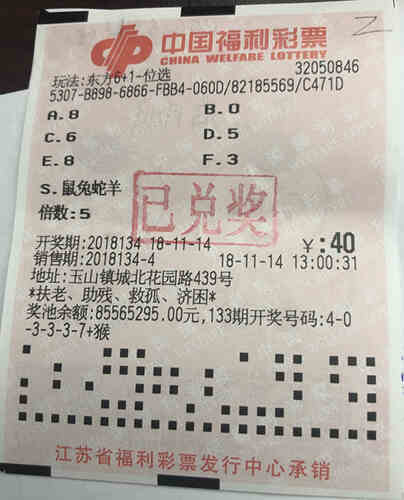 Z
中国福利彩票
CHINA WELFARE LOTTERY
玩法:东方6+1-位选 32050846
5307-B898-6866-FBB4-060D/82185569/C471D
A.8 B.0
C.6 D.5
E.8 F.3
S.鼠兔蛇羊
已兑奖
倍数:5
开奖期:2018134 18-11-14 ¥:40
销售期:2018134-4 18-11-14 13:00:31
地址:玉山镇城北花园路439号
*扶老、助残、救孤、济困*
奖池余额:85565295.00元,133期开奖号码:4-0
-3-3-3-7+猴
江苏省福利彩票发行中心承销